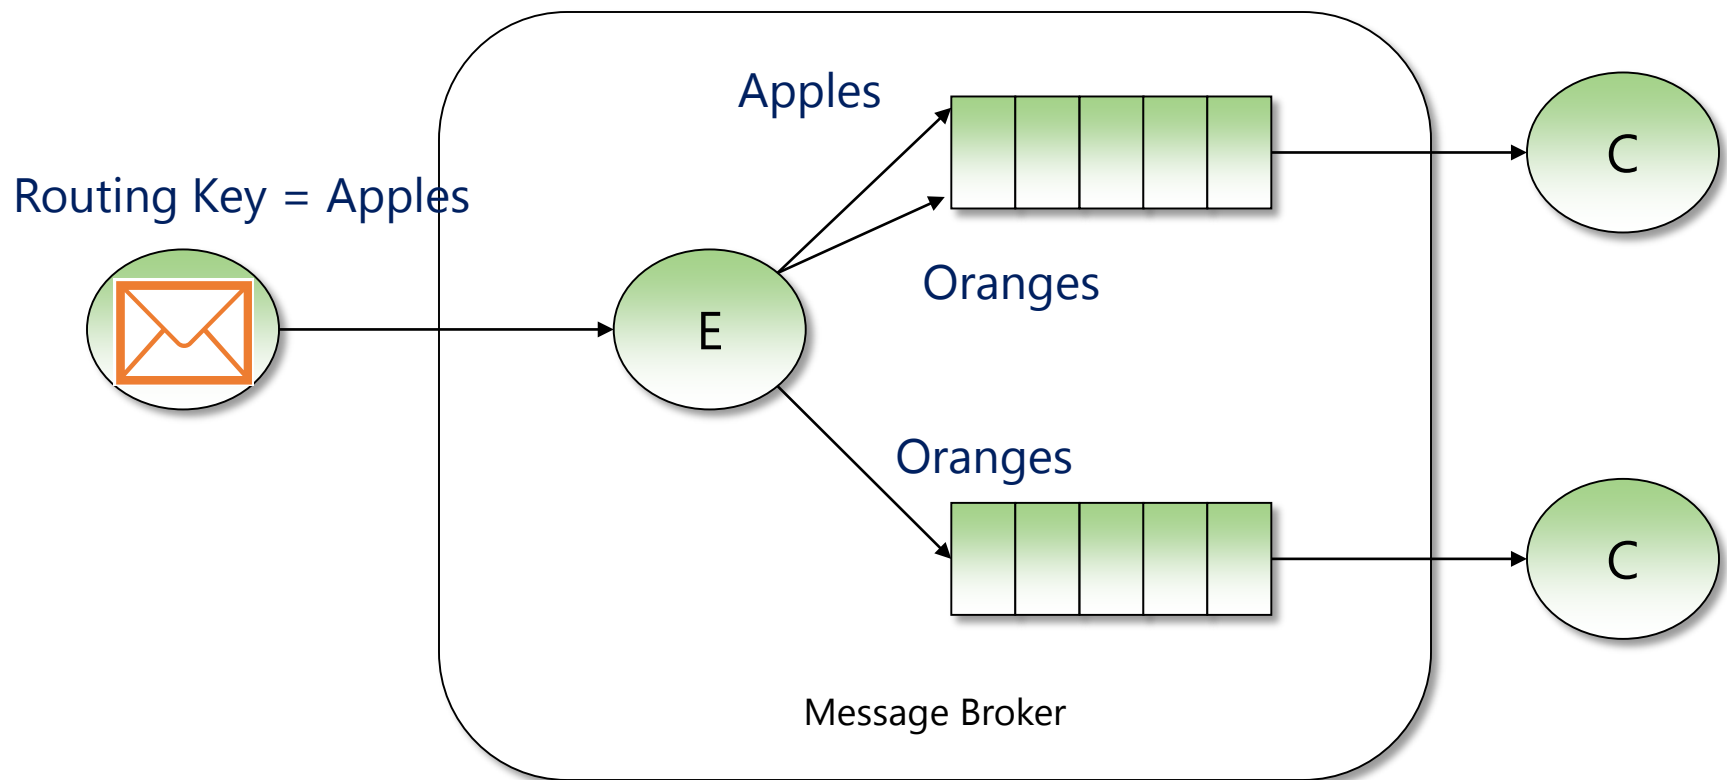 Apples
C
Routing Key = Apples
Oranges
E
Oranges
C
Message Broker